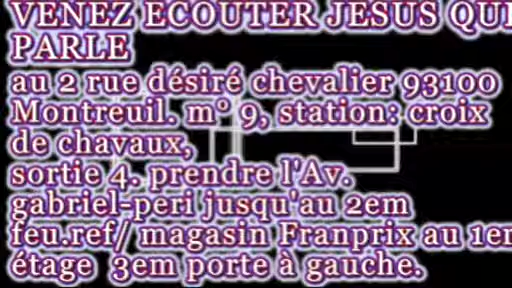 VENEZ ECOUTER JESUS QUI
PARLE
au 2 rue désiré chevalier 93100
Montreuil. m° 9, station: croix
de chavaux,
sortie 4. prendre l'Av.
gabriel-peri jusqu'au 2em
feu.ref/ magasin Franprix au 1er
étage 3em porte à gauche.